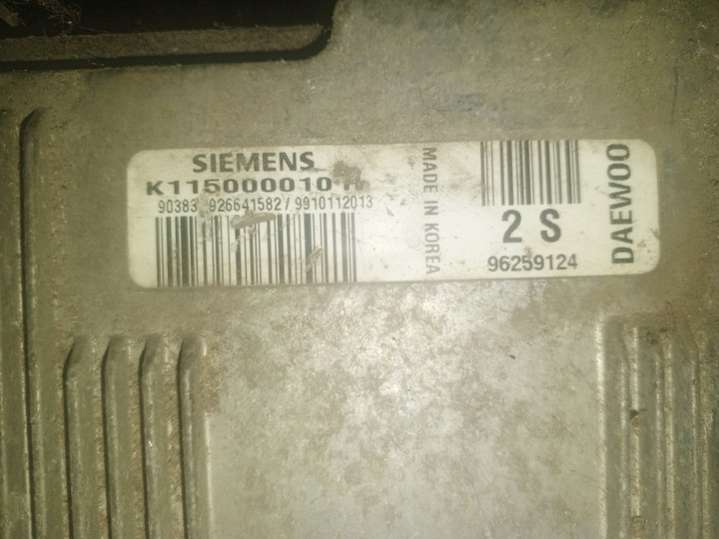 SIEMENS
K115000010
90383 926641582 / 9910112013
MADE IN KOREA
2 S
96259124
DAEWOO